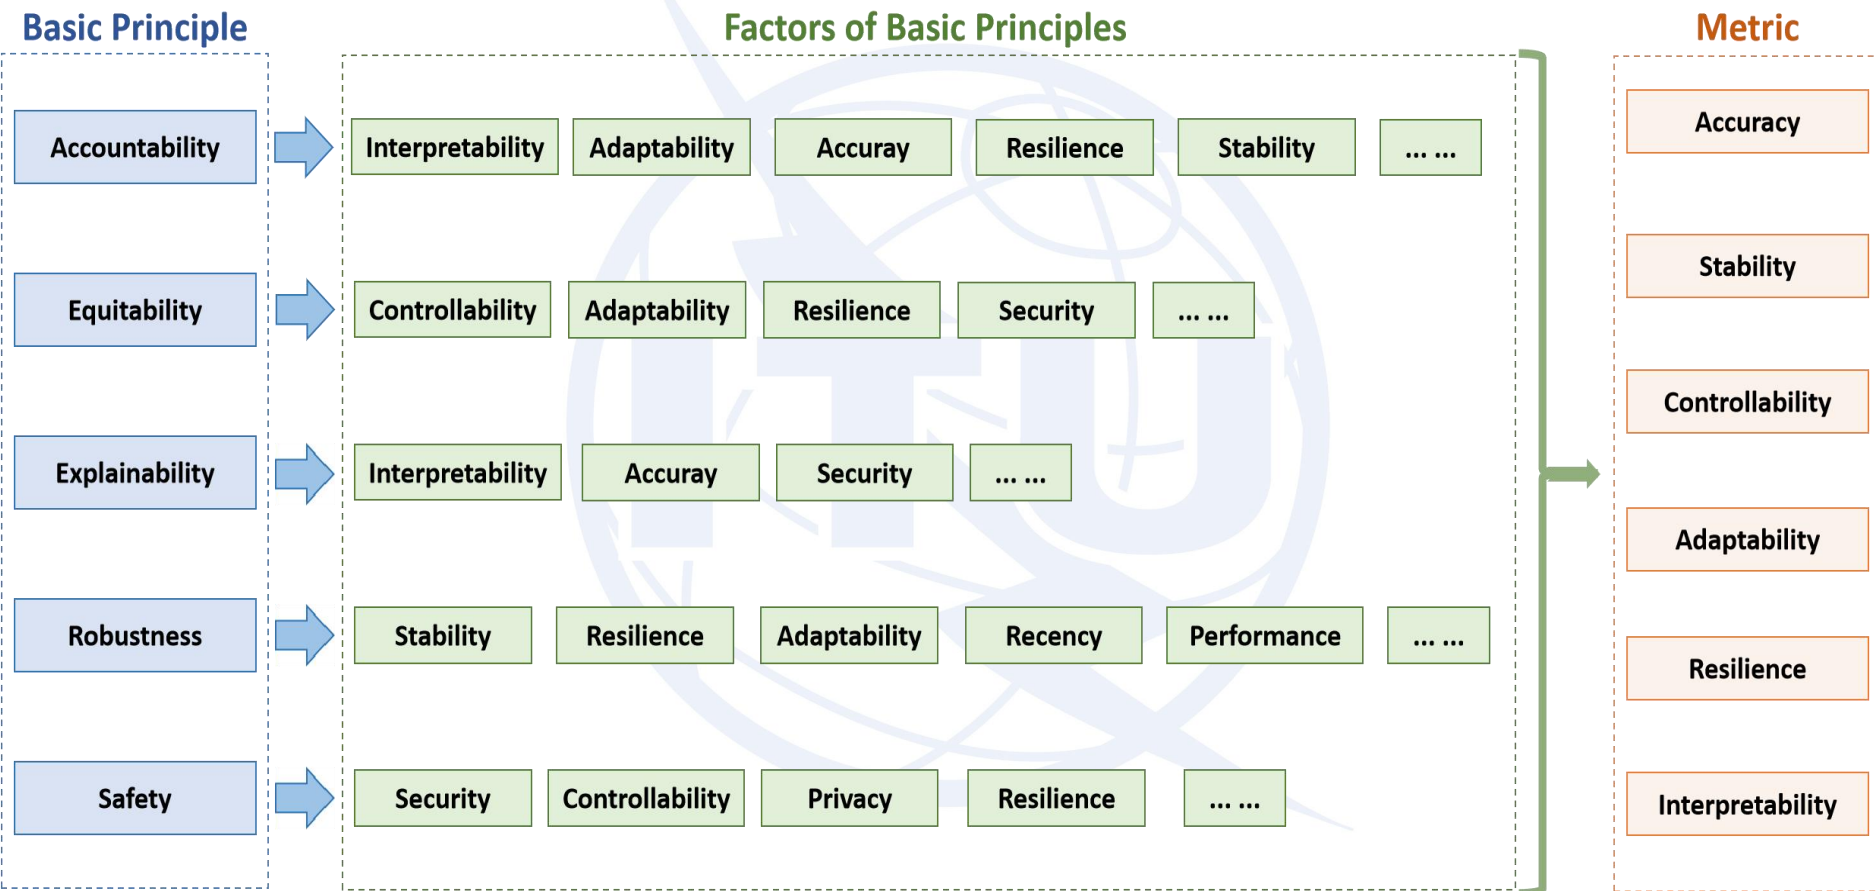 Basic Principle
Factors of Basic Principles
Metric
Accountability
Interpretability
Adaptability
Accuray
Resilience
Stability
... ...
Equitability
Controllability
Adaptability
Resilience
Security
... ...
Explainability
Interpretability
Accuray
Security
... ...
Robustness
Stability
Resilience
Adaptability
Recency
Performance
... ...
Safety
Security
Controllability
Privacy
Resilience
... ...
Accuracy
Stability
Controllability
Adaptability
Resilience
Interpretability
ITU